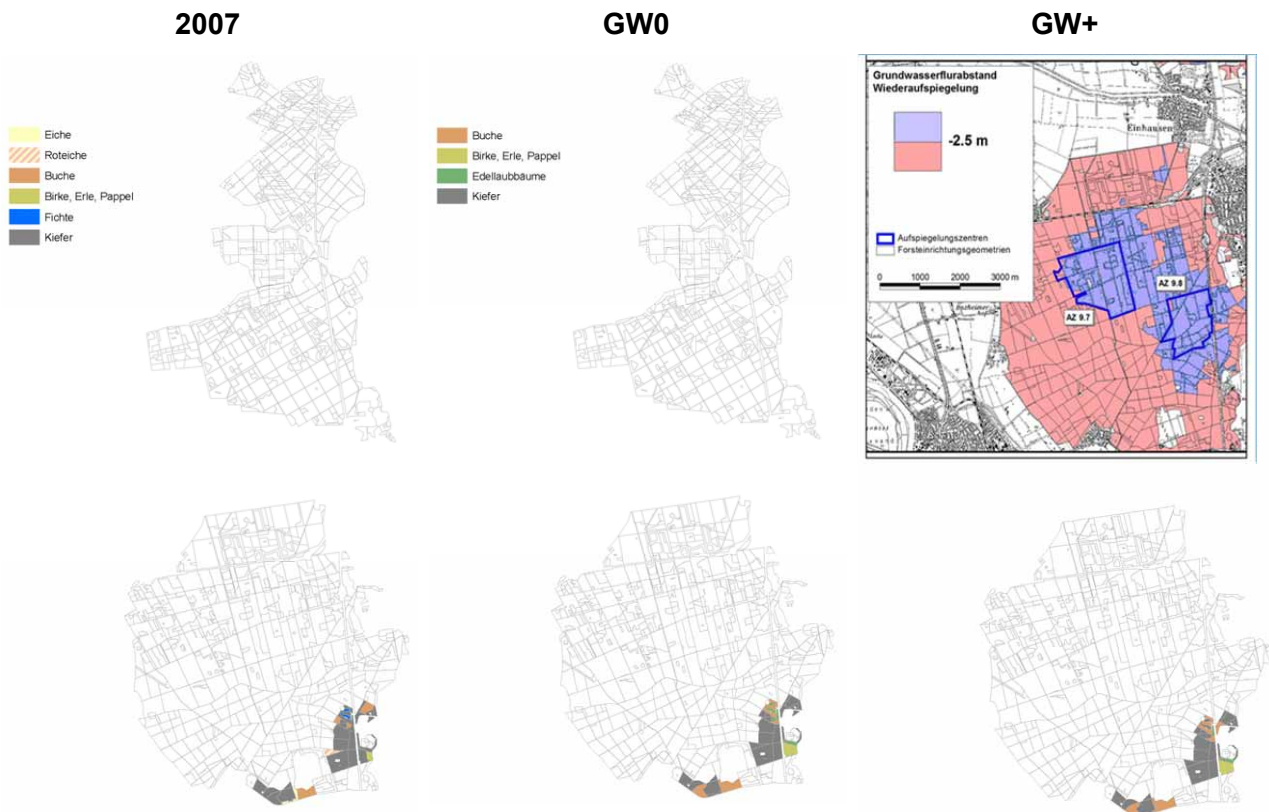 2007
GW0
GW+
Eiche
Roteiche
Buche
Birke, Erle, Pappel
Fichte
Kiefer
Buche
Birke, Erle, Pappel
Edellaubbäume
Kiefer
Grundwasserflurabstand
Wiederaufspiegelung
-2.5 m
Aufspiegelungszentren
Forsteinrichtungsgeometrien
0 1000 2000 3000 m
Einhausen
AZ 9.8
AZ 9.7